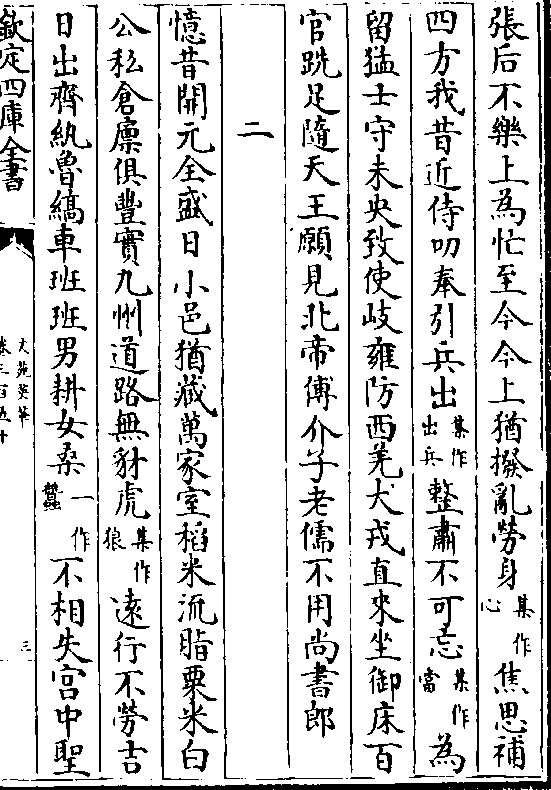 張后不樂上為忙至今今上猶撥亂勞身集作心焦思補
四方我昔近侍叨奉引兵出集作出兵整肅不可忘集作當為
留猛士守未央致使岐雍防西羌犬戎直來坐御床百
官跣足隨天王願見北帝傅介子老儒不用尚書郎
二
憶昔開元全盛日小邑猶藏萬家室稻米流脂粟米白
公私倉廩俱豐實九州道路無豺虎集作狼遠行不勞吉
日出齊紈魯縞車班班男耕女桑一作蠶不相失宮中聖
欽定四庫全書
文苑英華
卷三百五十
三